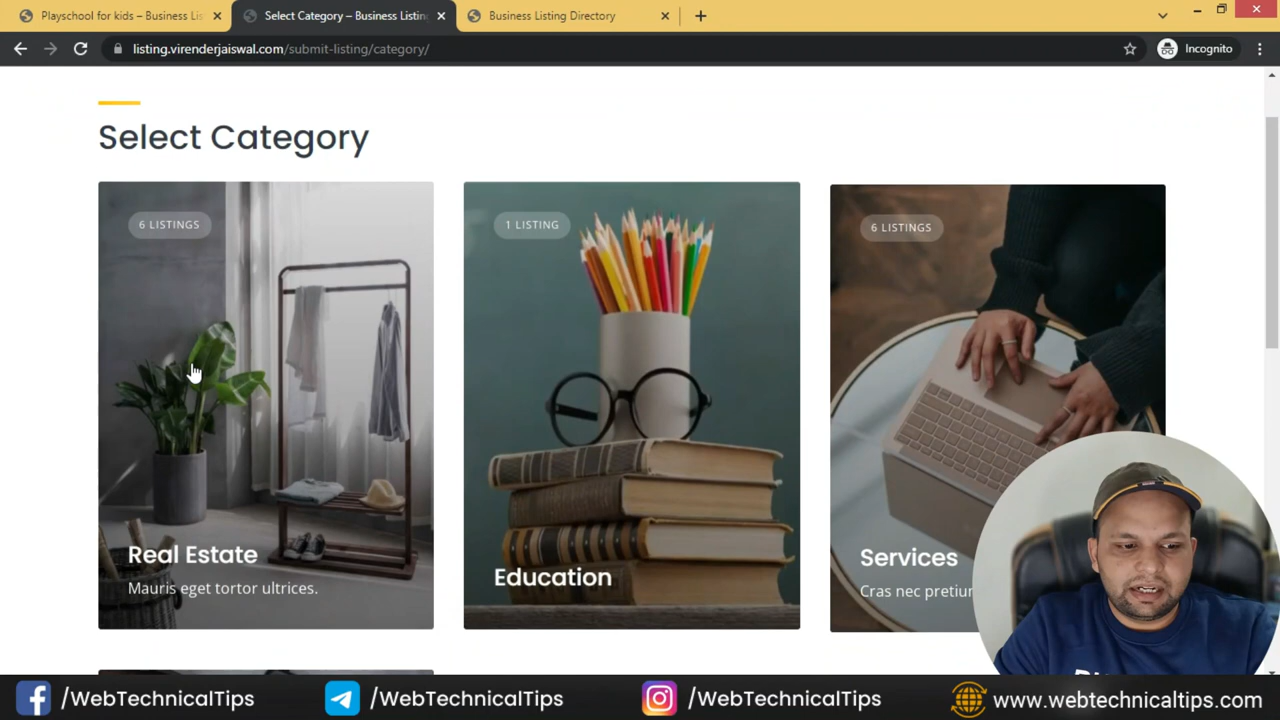 Playschool for kids – Business Lis
Select Category – Business Listing
Business Listing Directory
listing.virenderjaiswal.com/submit-listing/category/
Incognito
Select Category
6 LISTINGS
1 LISTING
6 LISTINGS
Real Estate
Mauris eget tortor ultrices.
Education
Services
Cras nec pretium
/WebTechnicalTips
/WebTechnicalTips
/WebTechnicalTips
www.webtechnicaltips.com